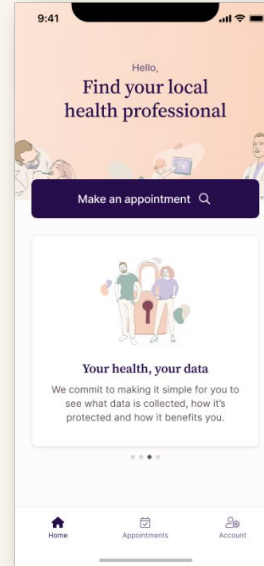 9:41
Hello,
Find your local
health professional
Make an appointment
Your health, your data
We commit to making it simple for you to
see what data is collected, how it's
protected and how it benefits you.
Home
Appointments
Account